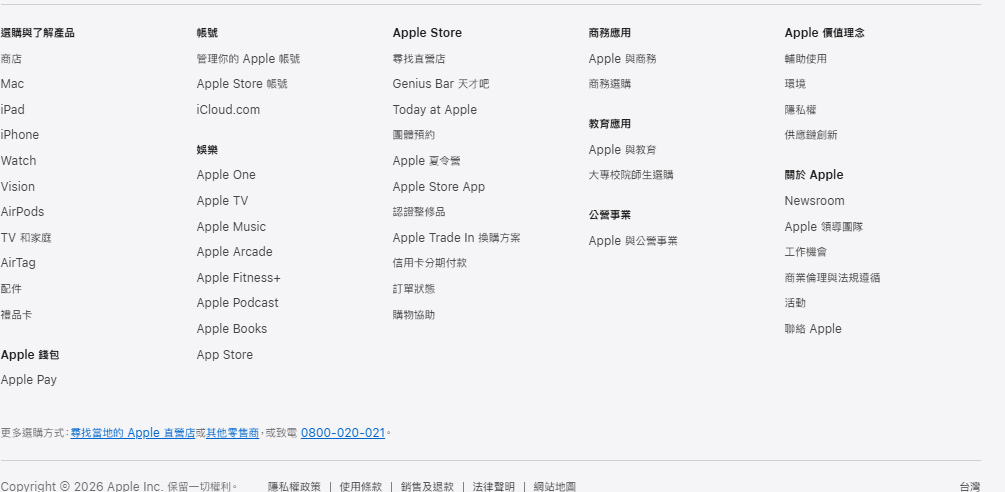 選購與了解產品
商店
Mac
iPad
iPhone
Watch
Vision
AirPods
TV 和家庭
AirTag
配件
禮品卡
Apple 錢包
Apple Pay
帳號
管理你的 Apple 帳號
Apple Store 帳號
iCloud.com
娛樂
Apple One
Apple TV
Apple Music
Apple Arcade
Apple Fitness+
Apple Podcast
Apple Books
App Store
Apple Store
尋找直營店
Genius Bar 天才吧
Today at Apple
團體預約
Apple 夏令營
Apple Store App
認證整修品
Apple Trade In 換購方案
信用卡分期付款
訂單狀態
購物協助
商務應用
Apple 與商務
商務選購
教育應用
Apple 與教育
大專校院師生選購
公營事業
Apple 與公營事業
Apple 價值理念
輔助使用
環境
隱私權
供應鏈創新
關於 Apple
Newsroom
Apple 領導團隊
工作機會
商業倫理與法規遵循
活動
聯絡 Apple
更多選購方式：尋找當地的 Apple 直營店或其他零售商，或致電 0800-020-021。
Copyright © 2026 Apple Inc. 保留一切權利。 隱私權政策 | 使用條款 | 銷售及退款 | 法律聲明 | 網站地圖 台灣